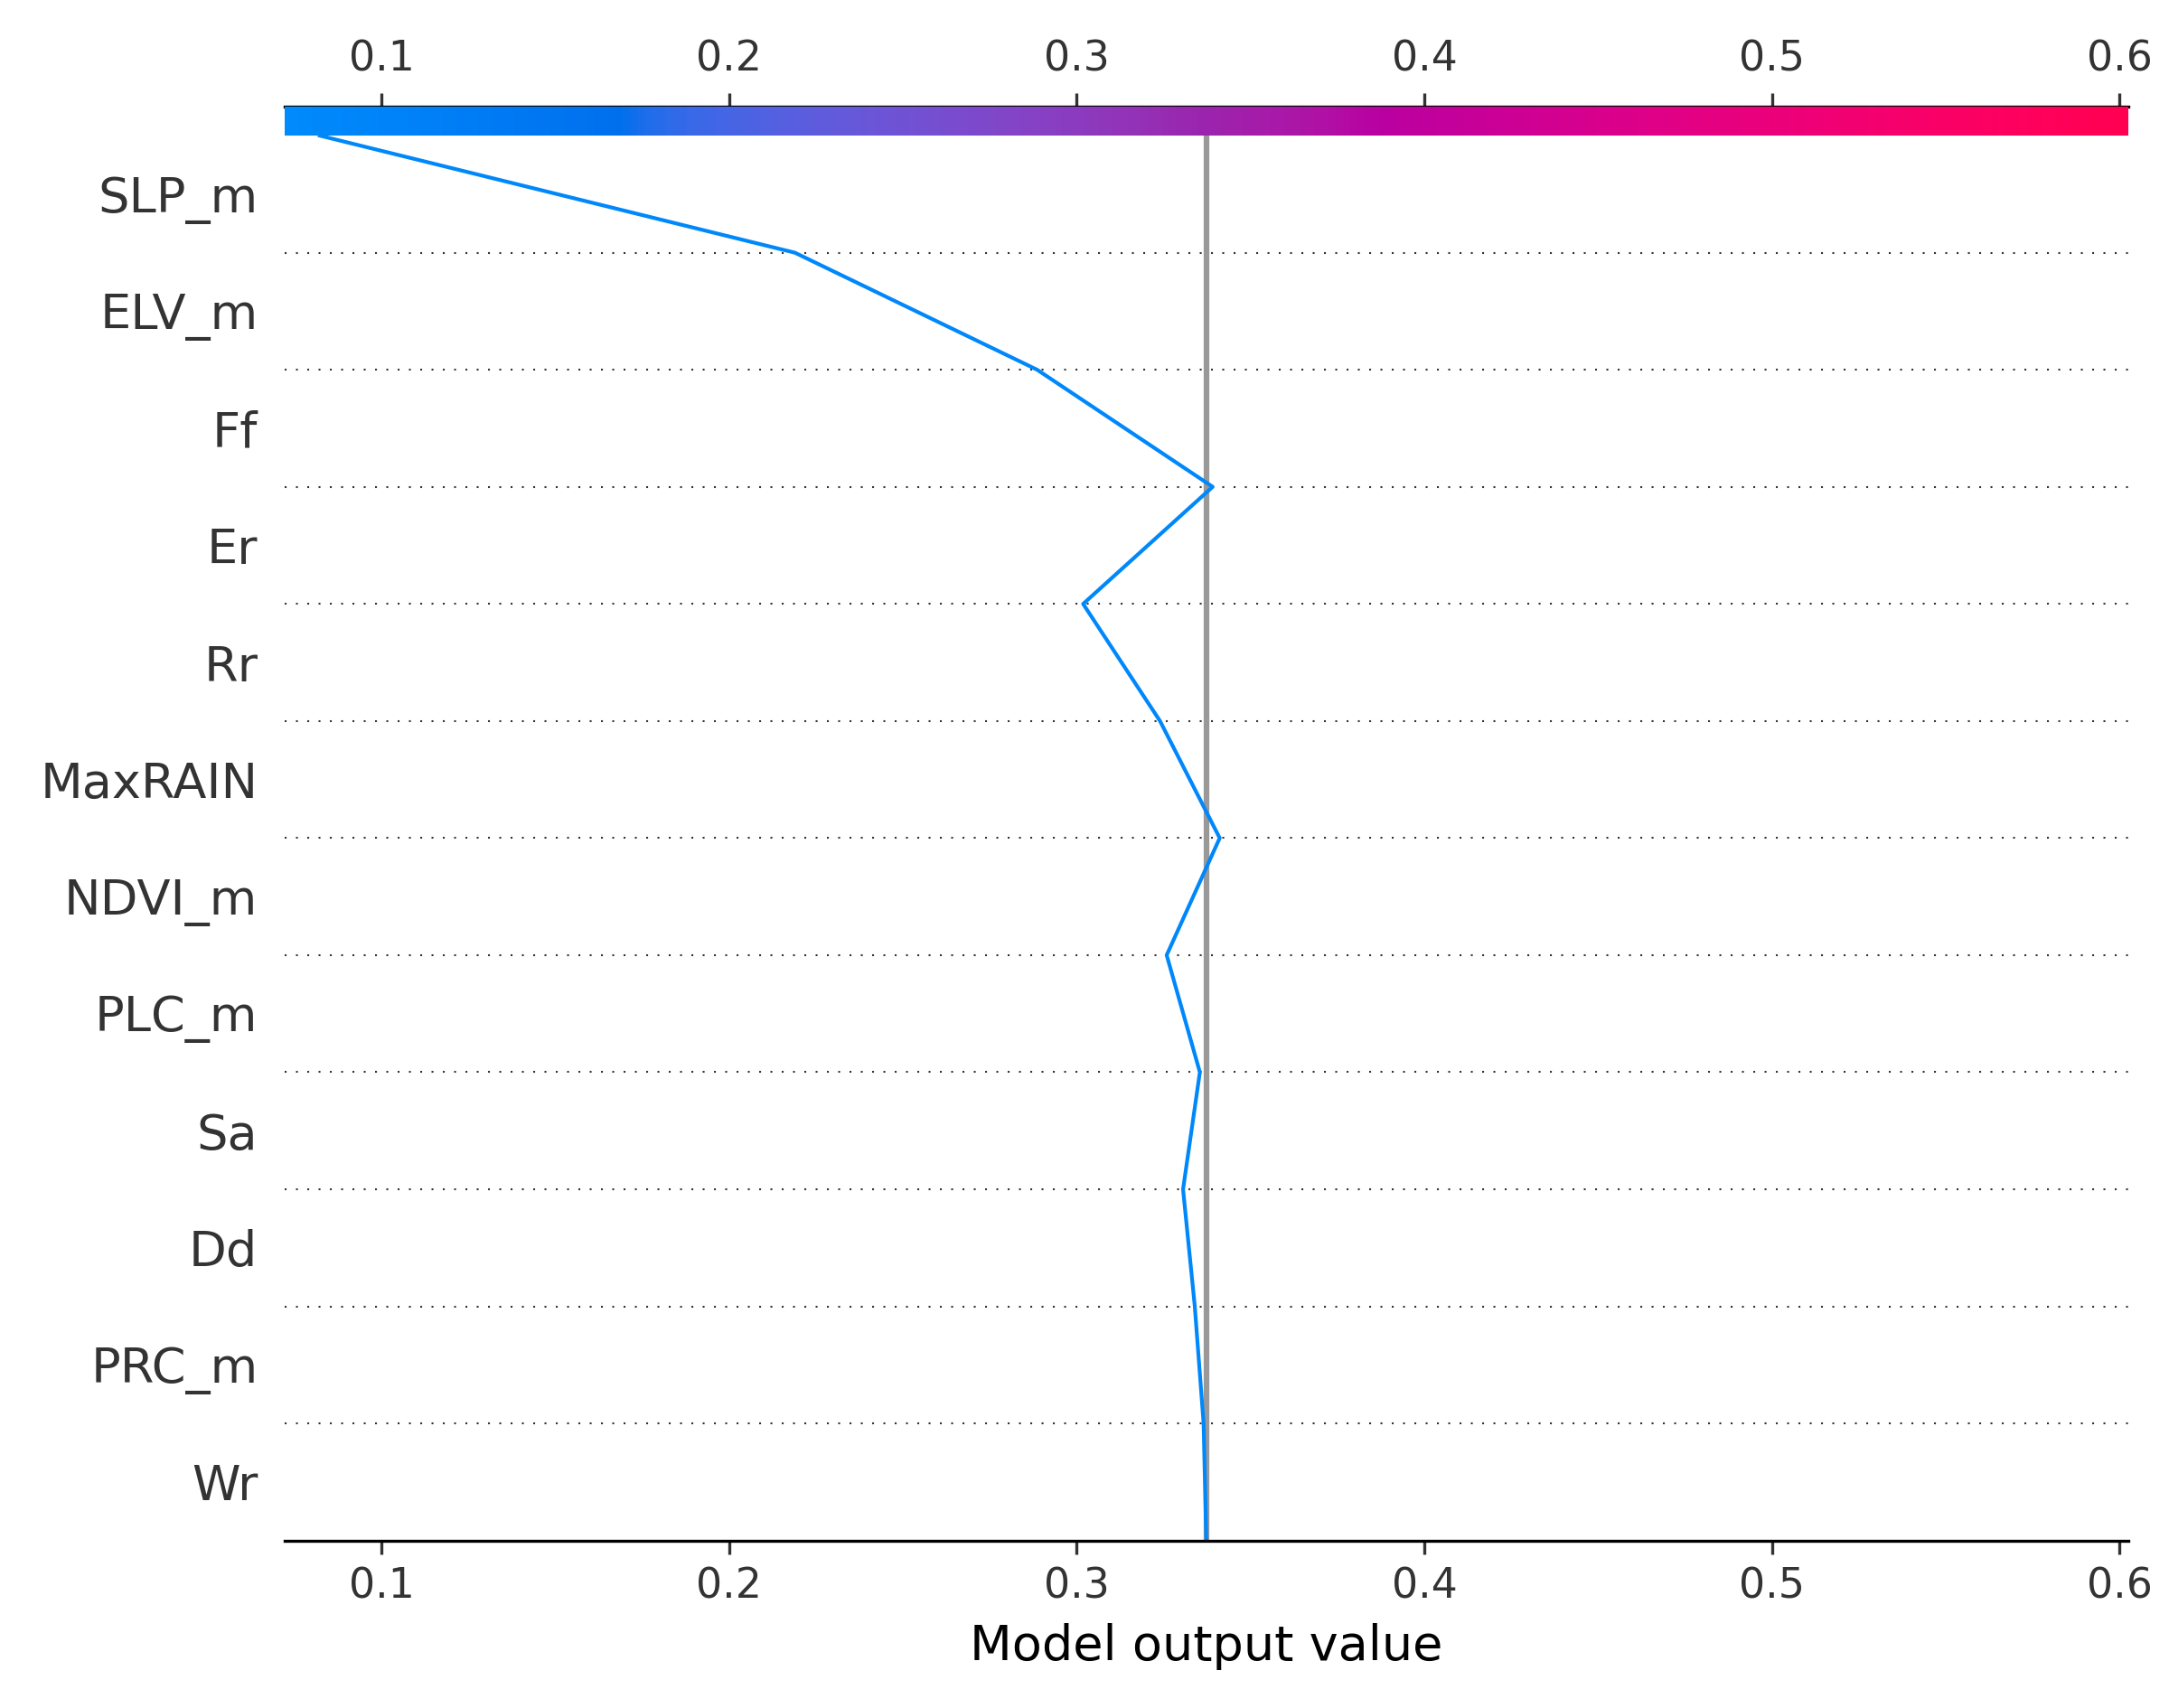 0.1 0.2 0.3 0.4 0.5 0.6
SLP_m
ELV_m
Ff
Er
Rr
MaxRAIN
NDVI_m
PLC_m
Sa
Dd
PRC_m
Wr
0.1 0.2 0.3 0.4 0.5 0.6
Model output value